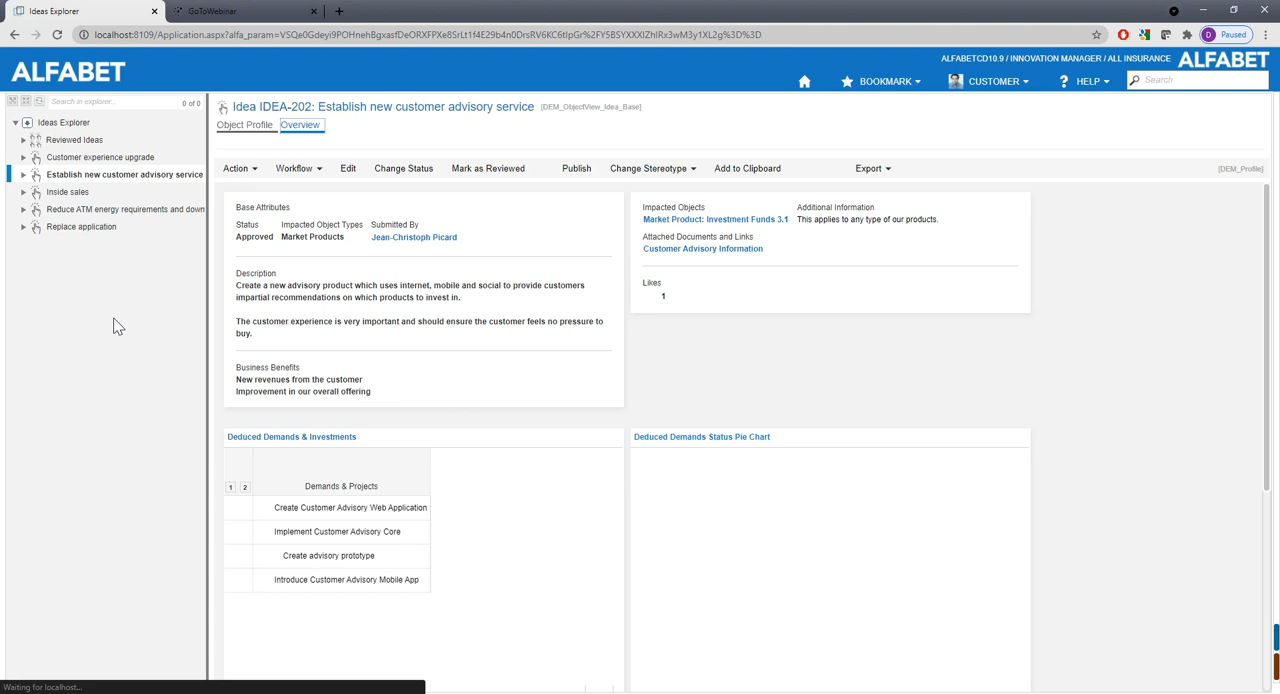 Ideas Explorer
GoToWebinar
localhost:8109/Application.aspx?alfa_param=VSQe0Gdeyi9POHnehBgxasfDeORXFPXe8SrLt1f4E29b4n0DrsRV6KC6tIpGr%2FY5BSYXXXIZhIRx3wM3y1XL2g%3D%3D
D Paused
ALFABET
ALFABETCD10.9 / INNOVATION MANAGER / ALL INSURANCE ALFABET
BOOKMARK CUSTOMER ? HELP Search
Search in explorer... 0 of 0
Ideas Explorer
Reviewed Ideas
Customer experience upgrade
Establish new customer advisory service
Inside sales
Reduce ATM energy requirements and down
Replace application
Idea IDEA-202: Establish new customer advisory service [DEM_ObjectView_Idea_Base]
Object Profile Overview
Action Workflow Edit Change Status Mark as Reviewed Publish Change Stereotype Add to Clipboard Export [DEM_Profile]
Base Attributes
Status Impacted Object Types Submitted By
Approved Market Products Jean-Christoph Picard
Description
Create a new advisory product which uses internet, mobile and social to provide customers
impartial recommendations on which products to invest in.
The customer experience is very important and should ensure the customer feels no pressure to
buy.
Business Benefits
New revenues from the customer
Improvement in our overall offering
Impacted Objects Additional Information
Market Product: Investment Funds 3.1 This applies to any type of our products.
Attached Documents and Links
Customer Advisory Information
Likes
1
Deduced Demands & Investments
1 2 Demands & Projects
Create Customer Advisory Web Application
Implement Customer Advisory Core
Create advisory prototype
Introduce Customer Advisory Mobile App
Deduced Demands Status Pie Chart
Waiting for localhost...